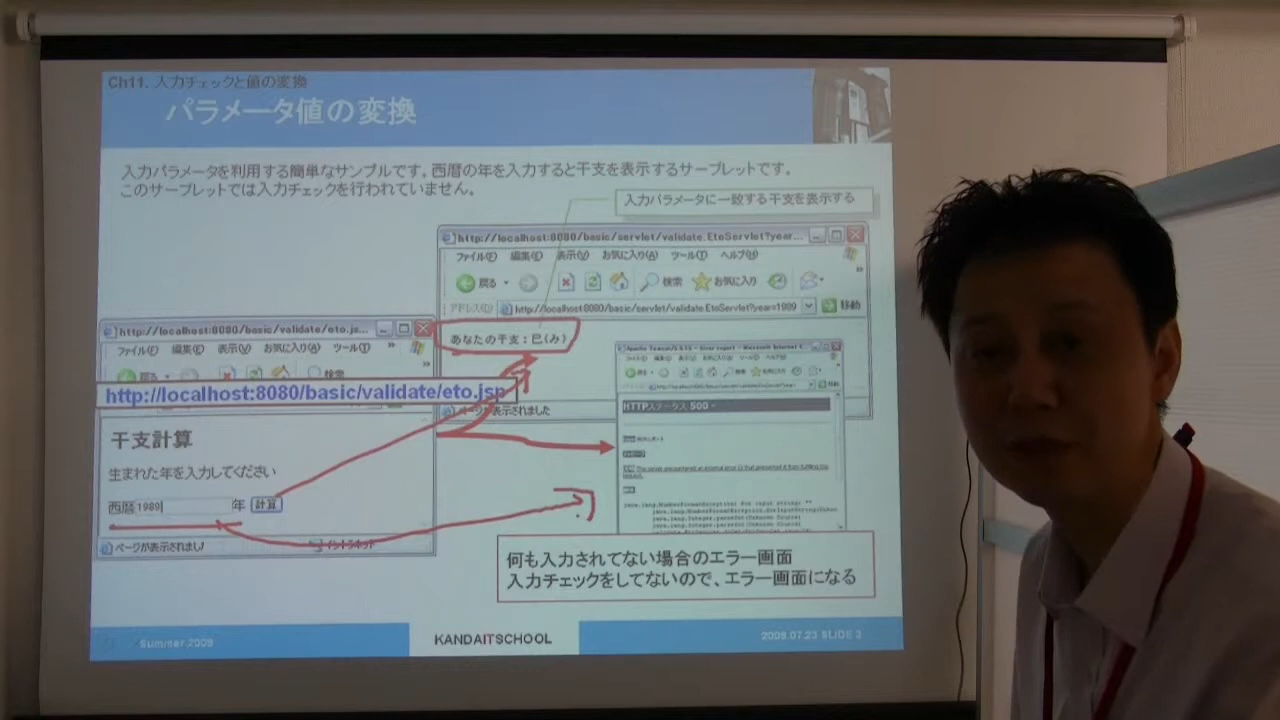 Ch11. 入力チェックと値の変換
パラメータ値の変換
入力パラメータを利用する簡単なサンプルです。西暦の年を入力すると干支を表示するサーブレットです。
このサーブレットでは入力チェックを行われていません。
入力パラメータに一致する干支を表示する
http://localhost:8080/basic/servlet/validate.EtoServlet?year...
ファイル(F) 編集(E) 表示(V) お気に入り(A) ツール(T) ヘルプ(H)
戻る 検索 お気に入り
アドレス(D) http://localhost:8080/basic/servlet/validate.EtoServlet?year=1989 移動
あなたの干支：巳(み)
ページが表示されました
http://localhost:8080/basic/validate/eto.js...
ファイル(F) 編集(E) 表示(V) お気に入り(A) ツール(T)
戻る 検索
http://localhost:8080/basic/validate/eto.jsp
干支計算
生まれた年を入力してください
西暦 1989 年 計算
ページが表示されまし
イントラネット
HTTPステータス 500 -
何も入力されてない場合のエラー画面
入力チェックをしてないので、エラー画面になる
Summer 2009
KANDAITSCHOOL
2009.07.23 SLIDE 3